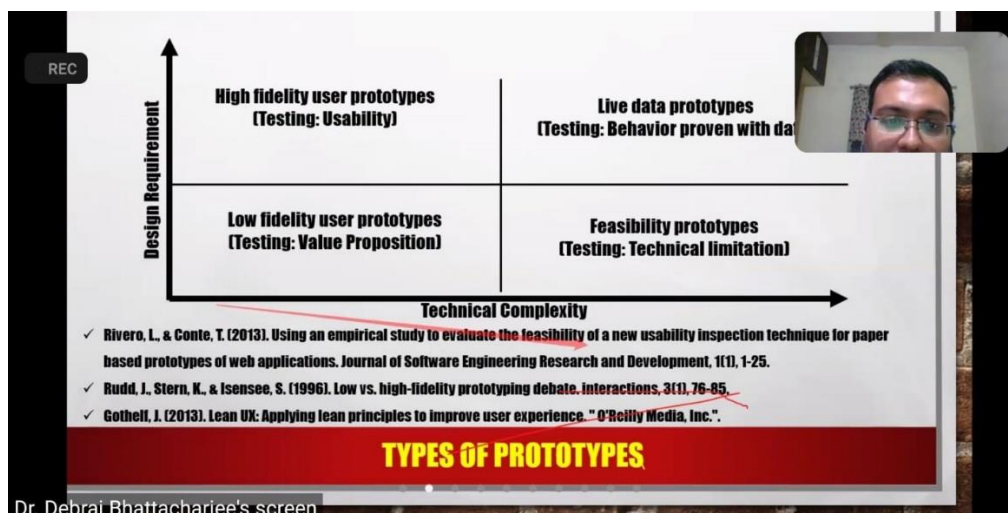 REC
High fidelity user prototypes
(Testing: Usability)
Live data prototypes
(Testing: Behavior proven with dat
Design Requirement
Low fidelity user prototypes
(Testing: Value Proposition)
Feasibility prototypes
(Testing: Technical limitation)
Technical Complexity
✓ Rivero, L., & Conte, T. (2013). Using an empirical study to evaluate the feasibility of a new usability inspection technique for paper
based prototypes of web applications. Journal of Software Engineering Research and Development, 1(1), 1-25.
✓ Rudd, J., Stern, K., & Isensee, S. (1996). Low vs. high-fidelity prototyping debate. interactions, 3(1), 76-85.
✓ Gothelf, J. (2013). Lean UX: Applying lean principles to improve user experience. " O'Reilly Media, Inc.".
TYPES OF PROTOTYPES
Dr. Debraj Bhattacharjee's screen